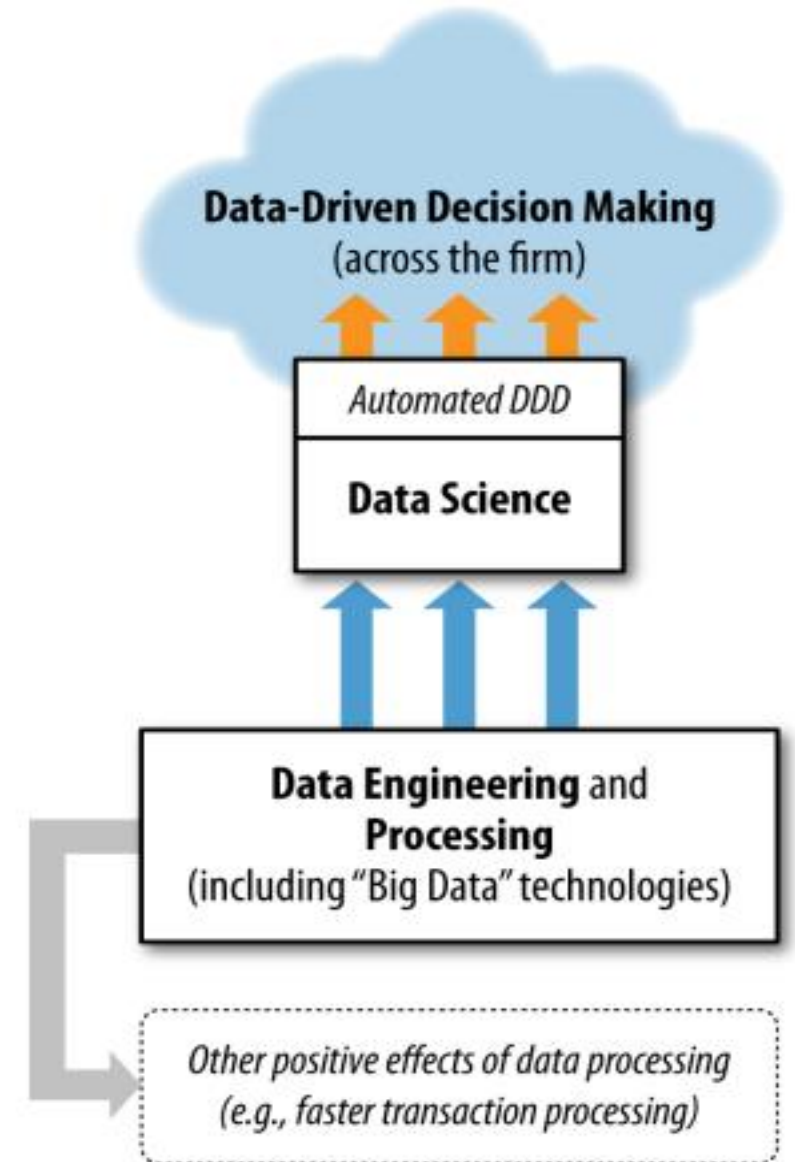 Data-Driven Decision Making
(across the firm)
Automated DDD
Data Science
Data Engineering and
Processing
(including “Big Data” technologies)
Other positive effects of data processing
(e.g., faster transaction processing)